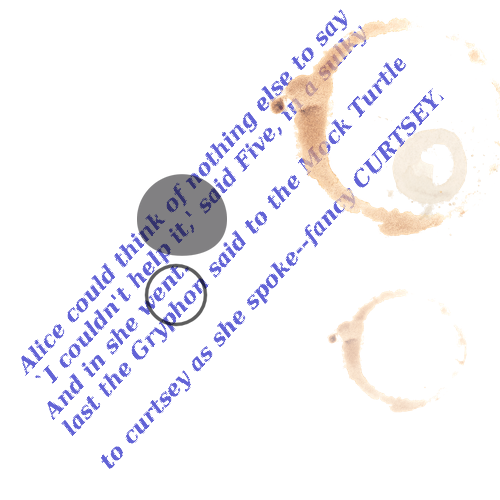 Alice could think of nothing else to say
`I couldn't help it,' said Five, in a sulky
And in she went.
last the Gryphon said to the Mock Turtle
to curtsey as she spoke--fancy CURTSEY